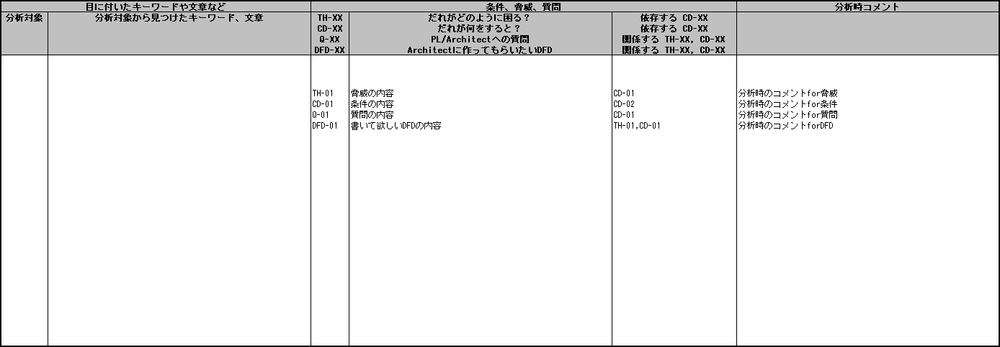 目に付いたキーワードや文章など 条件、脅威、質問 分析時コメント
分析対象 分析対象から見つけたキーワード、文章 TH-XX だれがどのように困る？ 依存する CD-XX
CD-XX だれが何をすると？ 依存する CD-XX
Q-XX PL/Architectへの質問 関係する TH-XX, CD-XX
DFD-XX Architectに作ってもらいたいDFD 関係する TH-XX, CD-XX
TH-01 脅威の内容 CD-01 分析時のコメントfor脅威
CD-01 条件の内容 CD-02 分析時のコメントfor条件
Q-01 質問の内容 CD-01 分析時のコメントfor質問
DFD-01 書いて欲しいDFDの内容 TH-01,CD-01 分析時のコメントforDFD